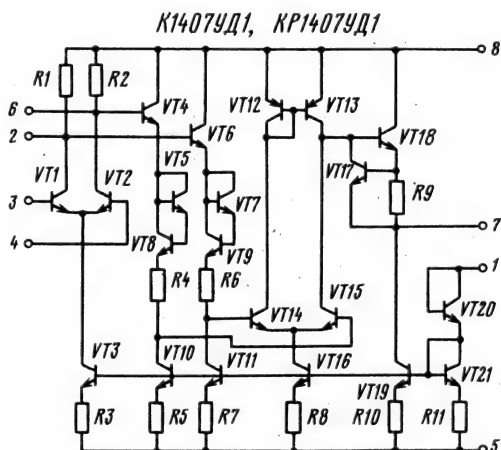 К1407УД1, КР1407УД1
R1 R2 8
6 VT4 VT12 VT13
2 VT6 VT18
VT5 VT17
VT1 VT2 VT7 R9
3
4 VT8 VT9 7
R4 R6 1
VT14 VT15 VT20
VT3 VT10 VT11 VT16 VT21
VT19
R3 R5 R7 R8 R10 R11
5